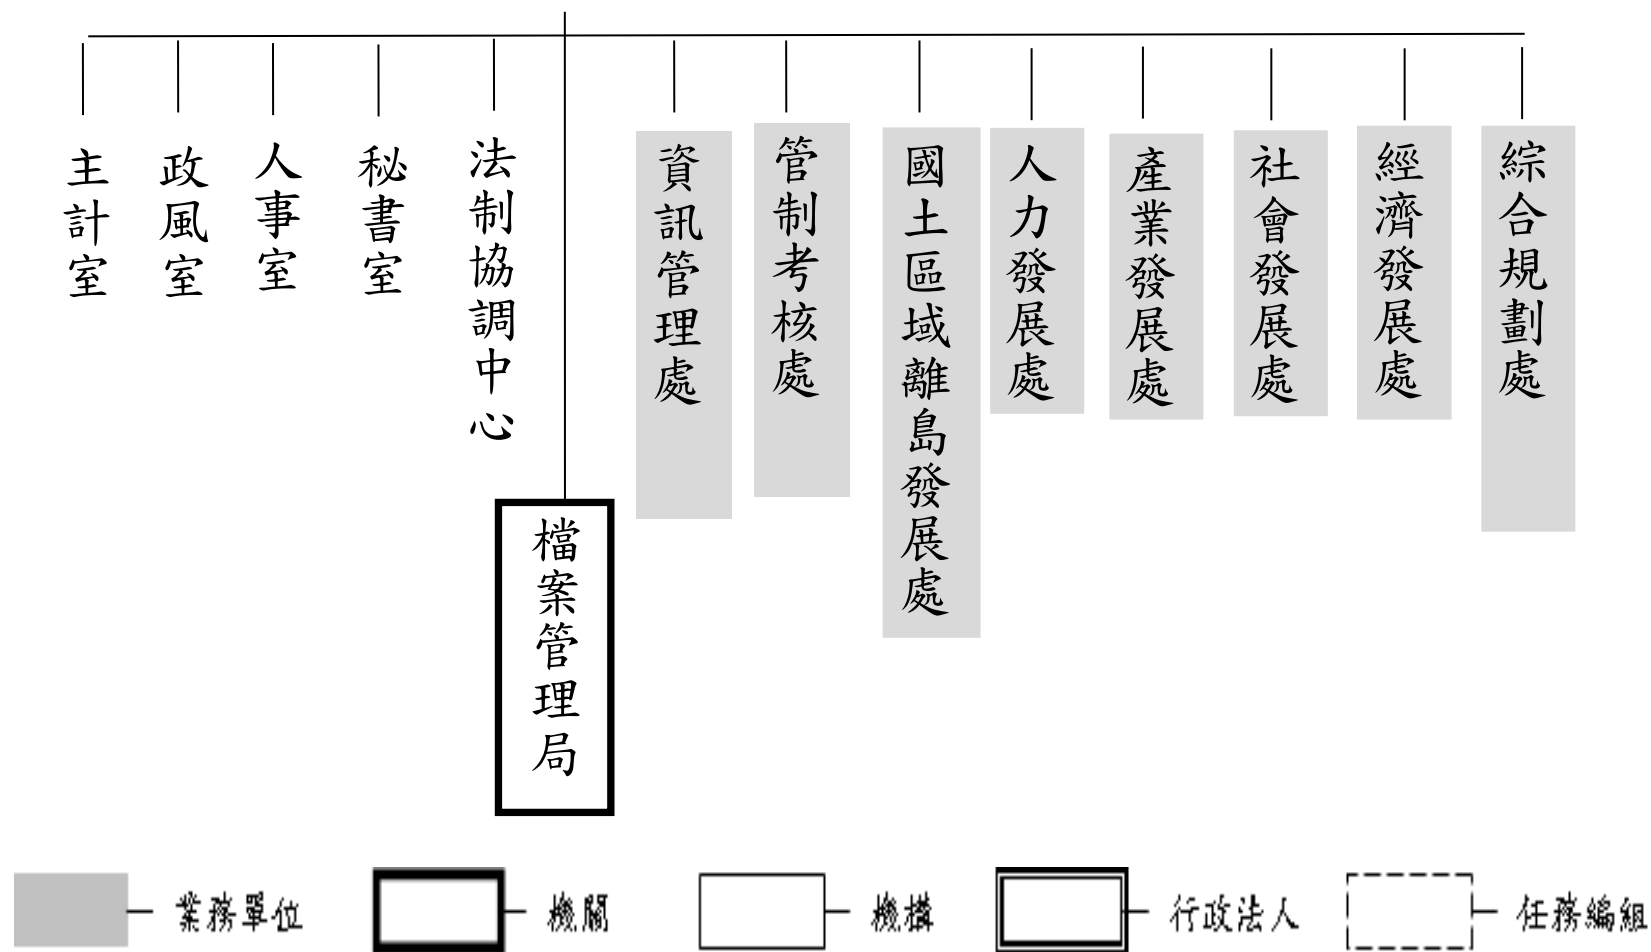 綜合規劃處
經濟發展處
社會發展處
產業發展處
人力發展處
國土區域離島發展處
管制考核處
資訊管理處
法制協調中心
秘書室
人事室
政風室
主計室
檔案管理局
業務單位
機關
機構
行政法人
任務編組